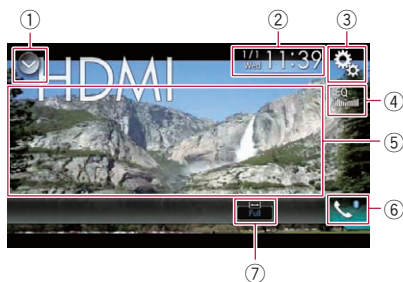 ① ② ③
HDMI
1/1
Wed
11:39
EQ
④
⑤
⑥
Full
⑦